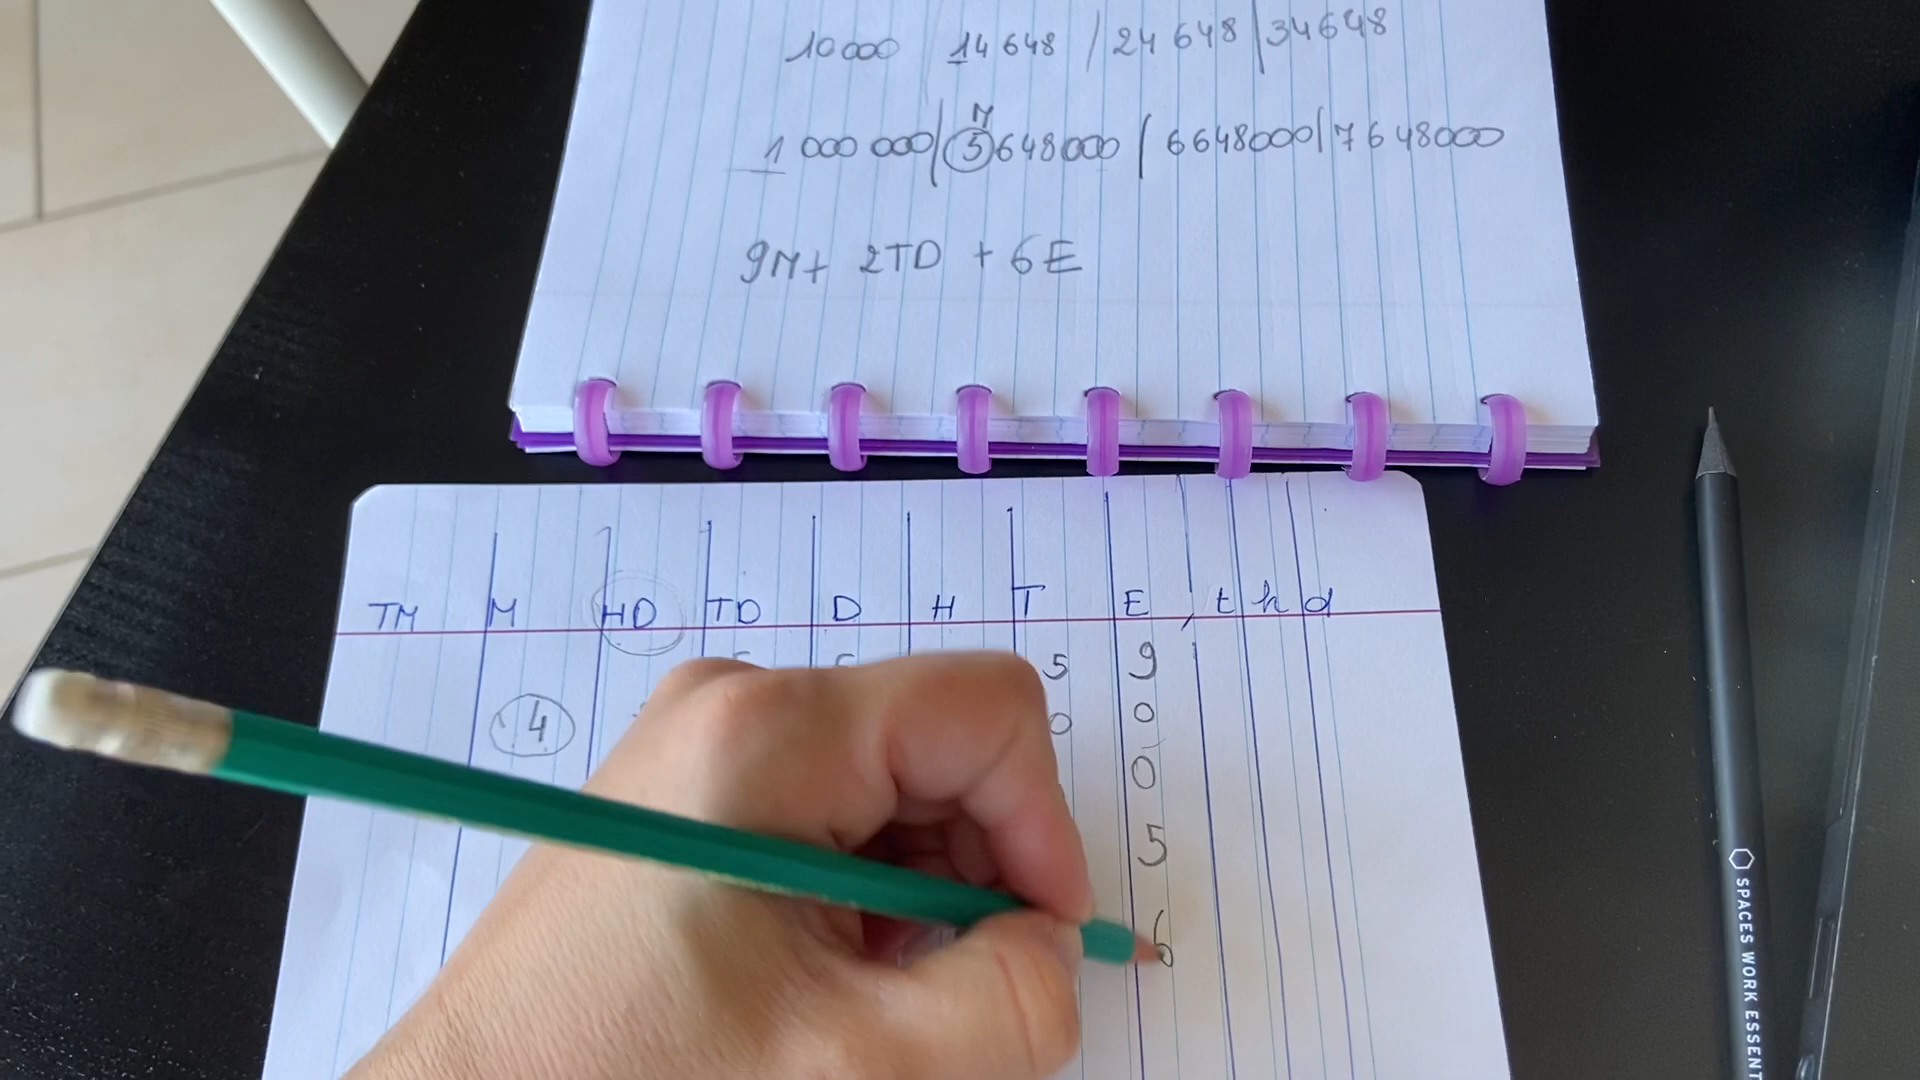 10 000 14 648 / 24 648 | 34 648
M
1 000 000 | 5 648 000 / 6 648 000 | 7 648 000
9M + 2TD + 6E
TM M HD TD D H T E , t h d
5 9
4 0 0
0
5
6
SPACES WORK ESSENT